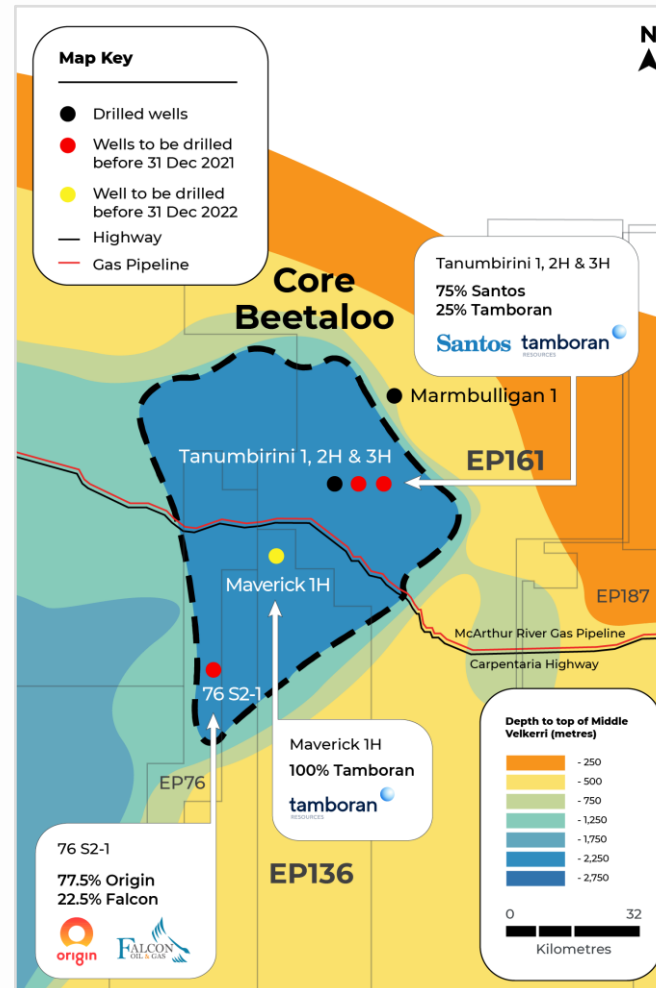 Map Key
Drilled wells
Wells to be drilled
before 31 Dec 2021
Well to be drilled
before 31 Dec 2022
Highway
Gas Pipeline
N
Core
Beetaloo
Tanumbirini 1, 2H & 3H
75% Santos
25% Tamboran
Santos tamboran
RESOURCES
Marmbulligan 1
Tanumbirini 1, 2H & 3H
EP161
Maverick 1H
EP187
McArthur River Gas Pipeline
Carpentaria Highway
76 S2-1
EP76
Maverick 1H
100% Tamboran
tamboran
RESOURCES
EP136
76 S2-1
77.5% Origin
22.5% Falcon
origin
FALCON
OIL & GAS
Depth to top of Middle
Velkerri (metres)
- 250
- 500
- 750
- 1,250
- 1,750
- 2,250
- 2,750
0 32
Kilometres